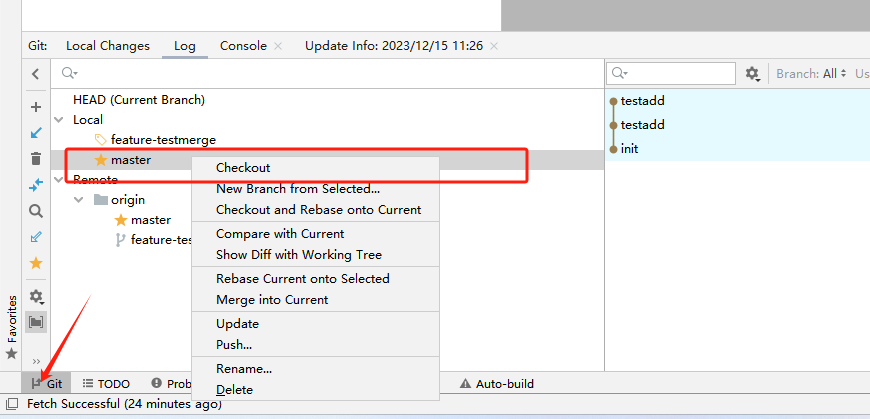 Git: Local Changes Log Console Update Info: 2023/12/15 11:26
Branch: All Us
HEAD (Current Branch)
Local
feature-testmerge
master
Remote
origin
master
feature-tes
Checkout
New Branch from Selected...
Checkout and Rebase onto Current
Compare with Current
Show Diff with Working Tree
Rebase Current onto Selected
Merge into Current
Update
Push...
Rename...
Delete
testadd
testadd
init
Favorites
Git TODO Prob Auto-build
Fetch Successful (24 minutes ago)